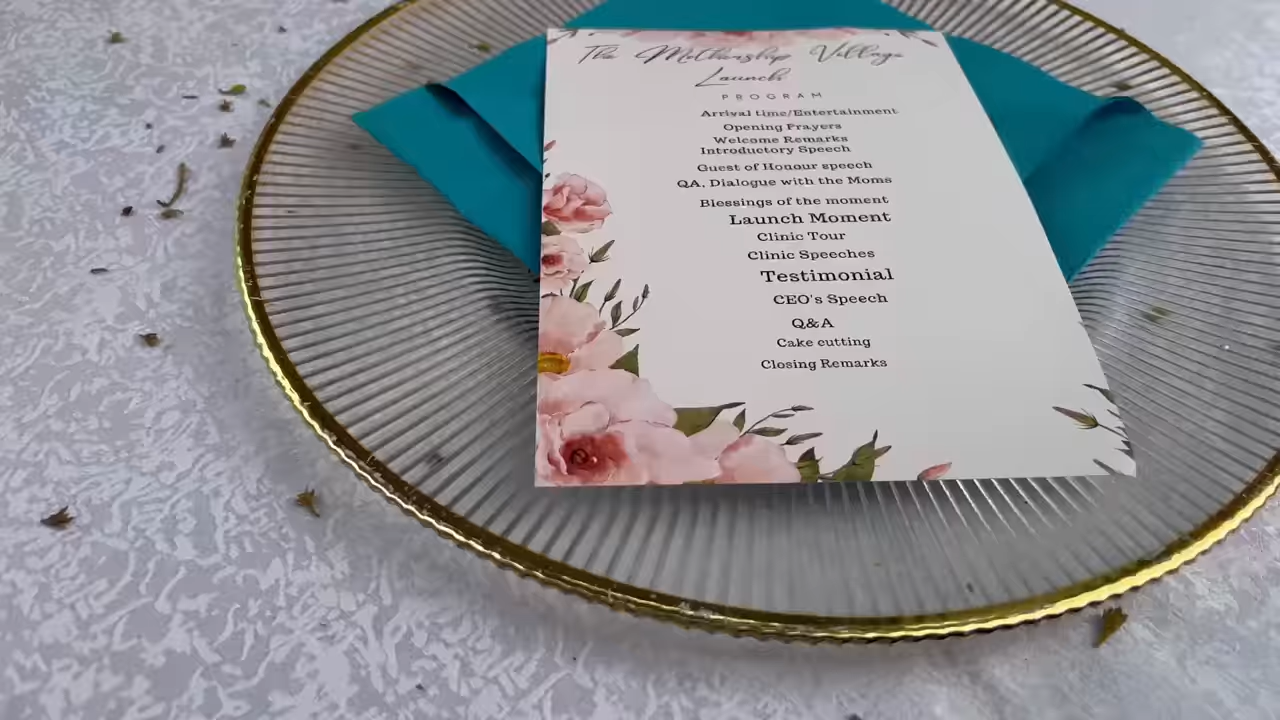 The Mothership Village
Launch
PROGRAM
Arrival time/Entertainment
Opening Prayers
Welcome Remarks
Introductory Speech
Guest of Honour speech
QA, Dialogue with the Moms
Blessings of the moment
Launch Moment
Clinic Tour
Clinic Speeches
Testimonial
CEO's Speech
Q&A
Cake cutting
Closing Remarks